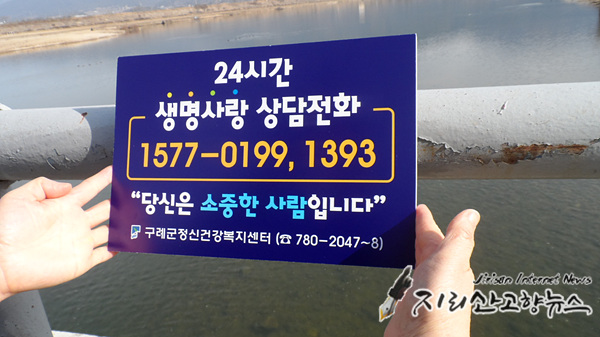 24시간
생명사랑 상담전화
1577-0199, 1393
“당신은 소중한 사람입니다”
구례군정신건강복지센터 (☎ 780-2047~8)
Jirisan Internet News
지리산고향뉴스